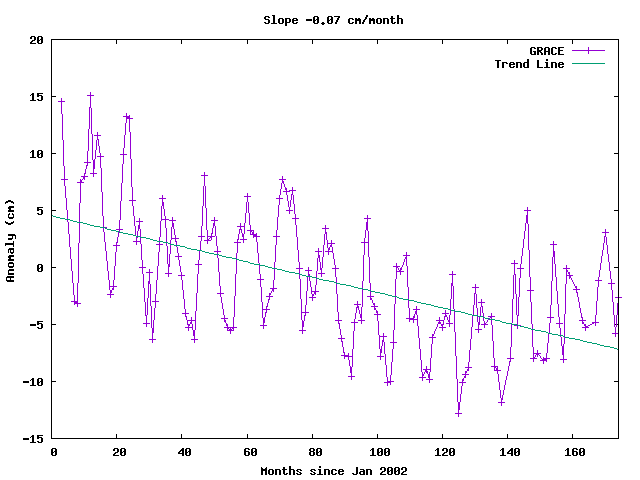 Slope -0.07 cm/month
GRACE
Trend Line
20
15
10
5
0
-5
-10
-15
Anomaly (cm)
0 20 40 60 80 100 120 140 160
Months since Jan 2002